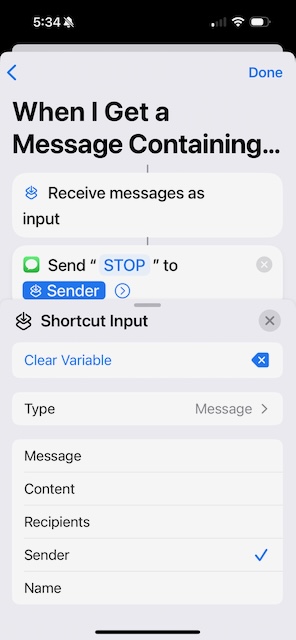 5:34
Done
When I Get a
Message Containing...
Receive messages as
input
Send “ STOP ” to
Sender
Shortcut Input
Clear Variable
Type Message
Message
Content
Recipients
Sender
Name